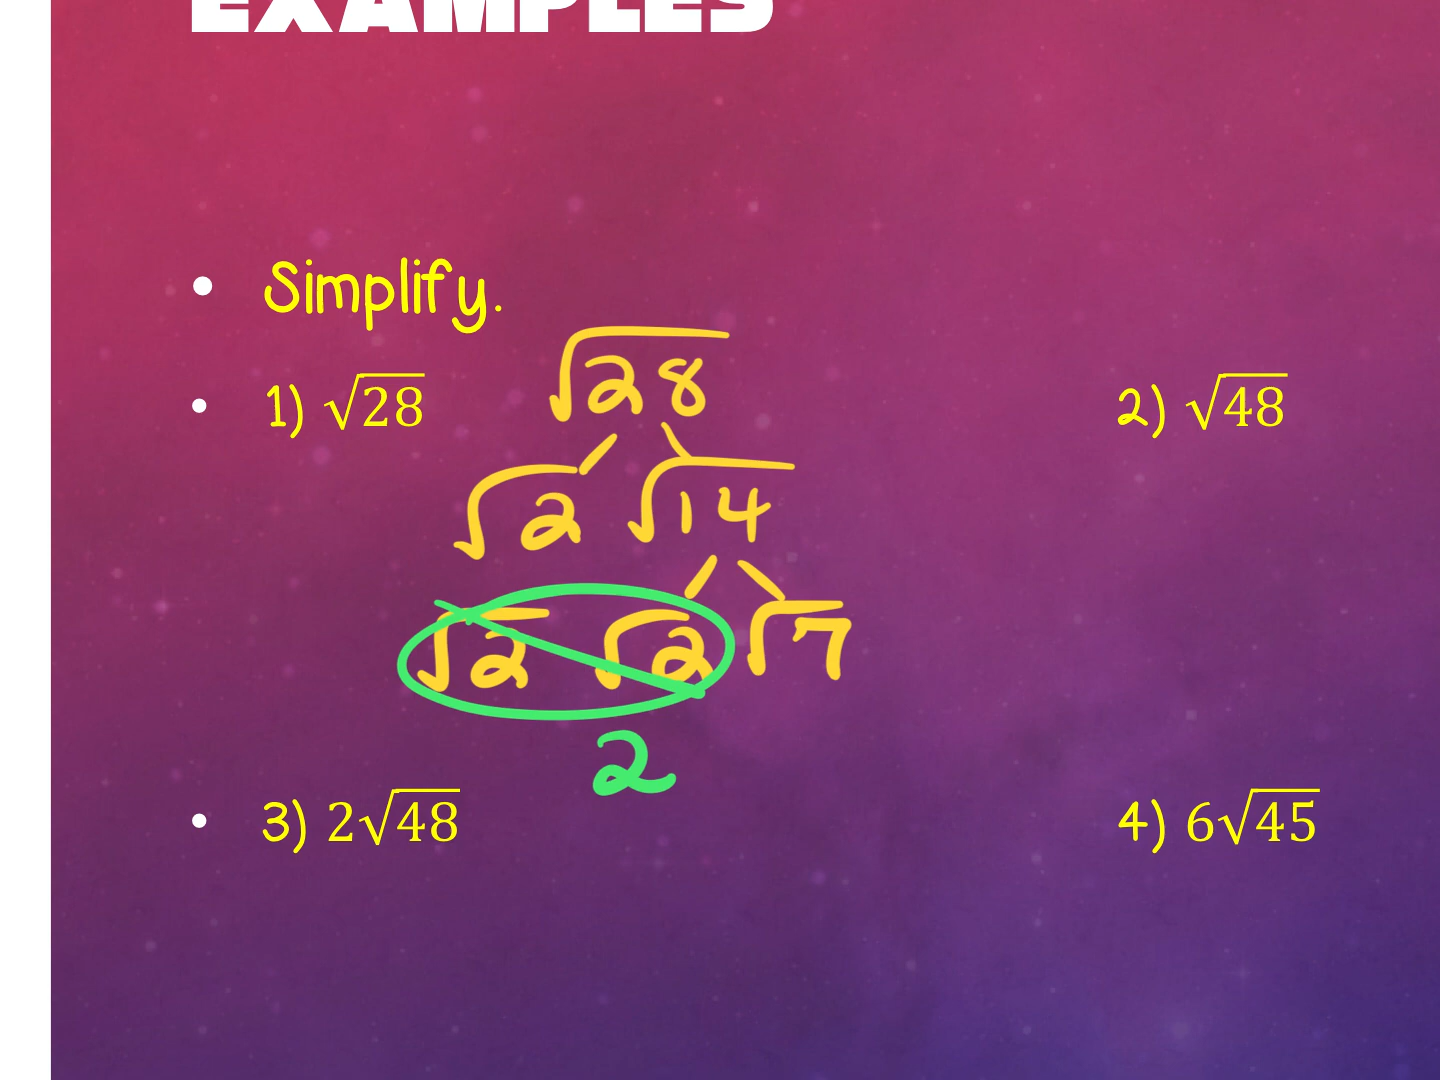 EXAMPLES
• Simplify.
• 1) √28
√28
2) √48
√2 √14
√2 √2 √7
2
• 3) 2√48
4) 6√45